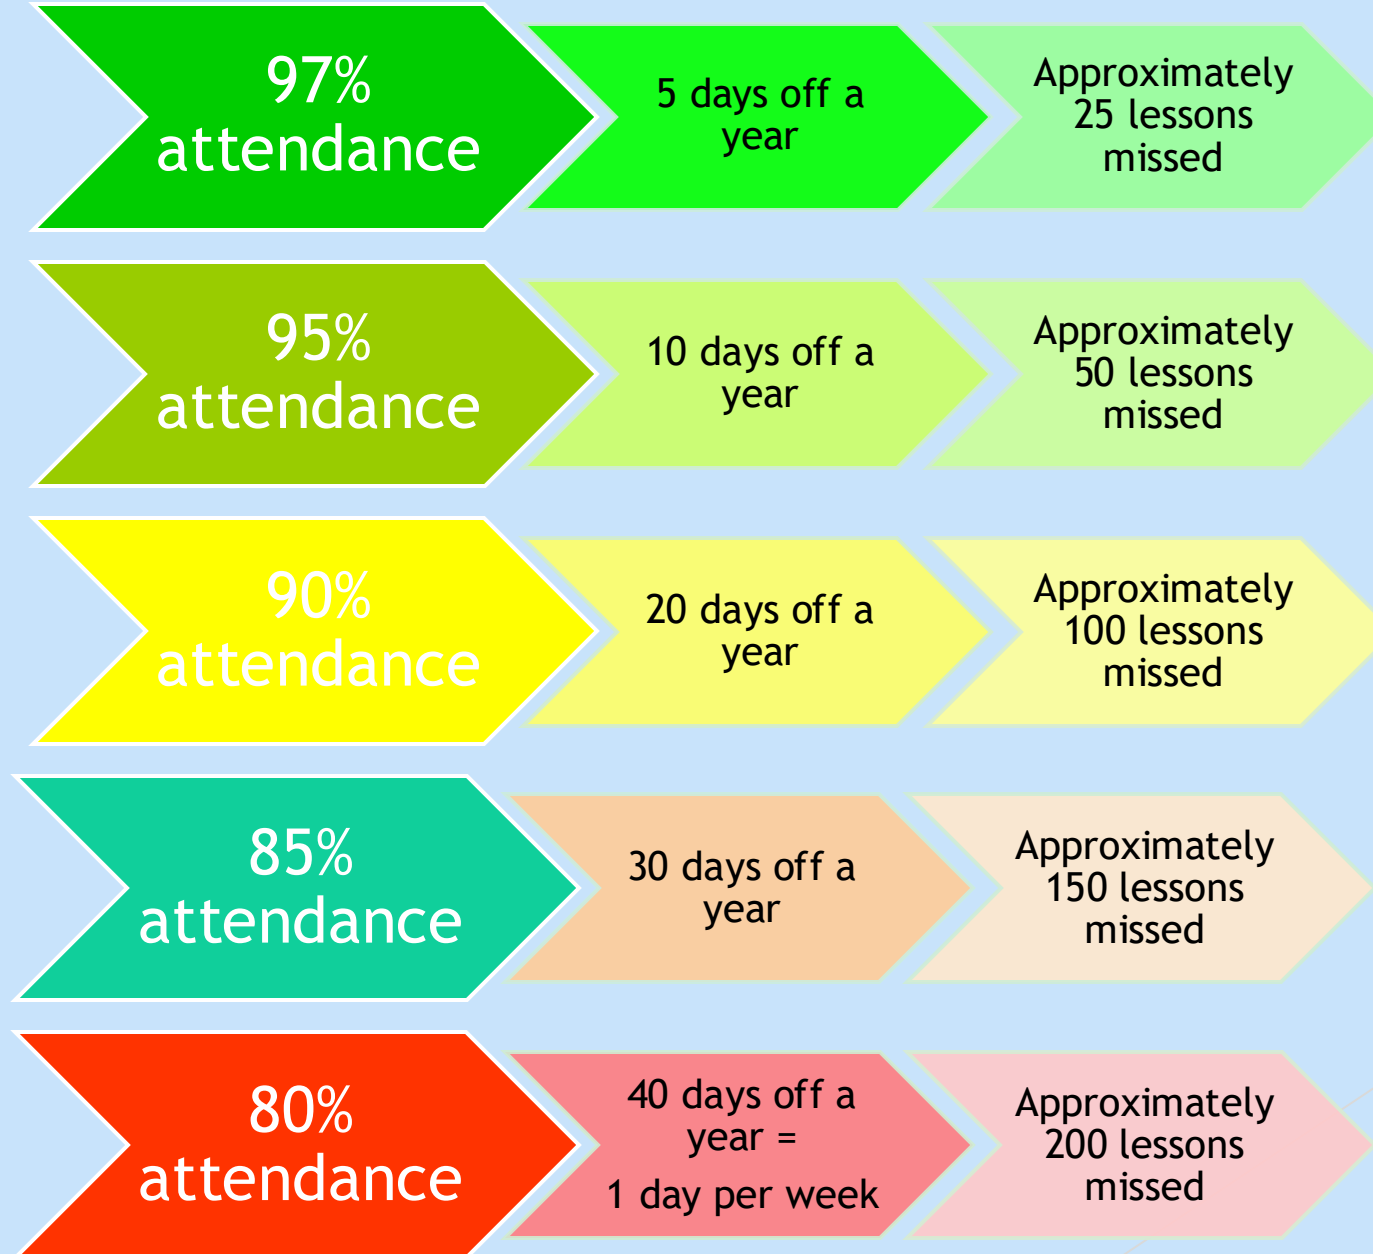 97%
attendance
5 days off a
year
Approximately
25 lessons
missed
95%
attendance
10 days off a
year
Approximately
50 lessons
missed
90%
attendance
20 days off a
year
Approximately
100 lessons
missed
85%
attendance
30 days off a
year
Approximately
150 lessons
missed
80%
attendance
40 days off a
year =
1 day per week
Approximately
200 lessons
missed